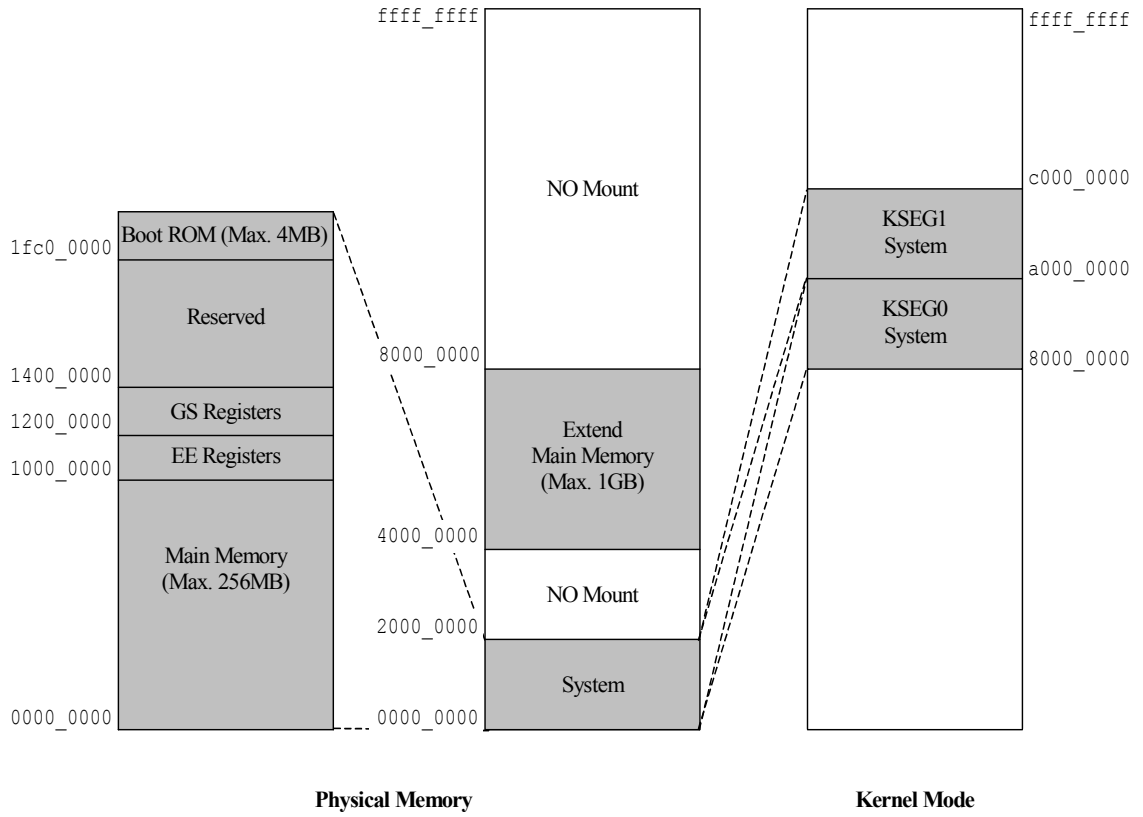 1fc0_0000
1400_0000
1200_0000
1000_0000
0000_0000
Boot ROM (Max. 4MB)
Reserved
GS Registers
EE Registers
Main Memory
(Max. 256MB)
ffff_ffff
8000_0000
4000_0000
2000_0000
0000_0000
NO Mount
Extend
Main Memory
(Max. 1GB)
NO Mount
System
KSEG1
System
KSEG0
System
ffff_ffff
c000_0000
a000_0000
8000_0000
Physical Memory
Kernel Mode